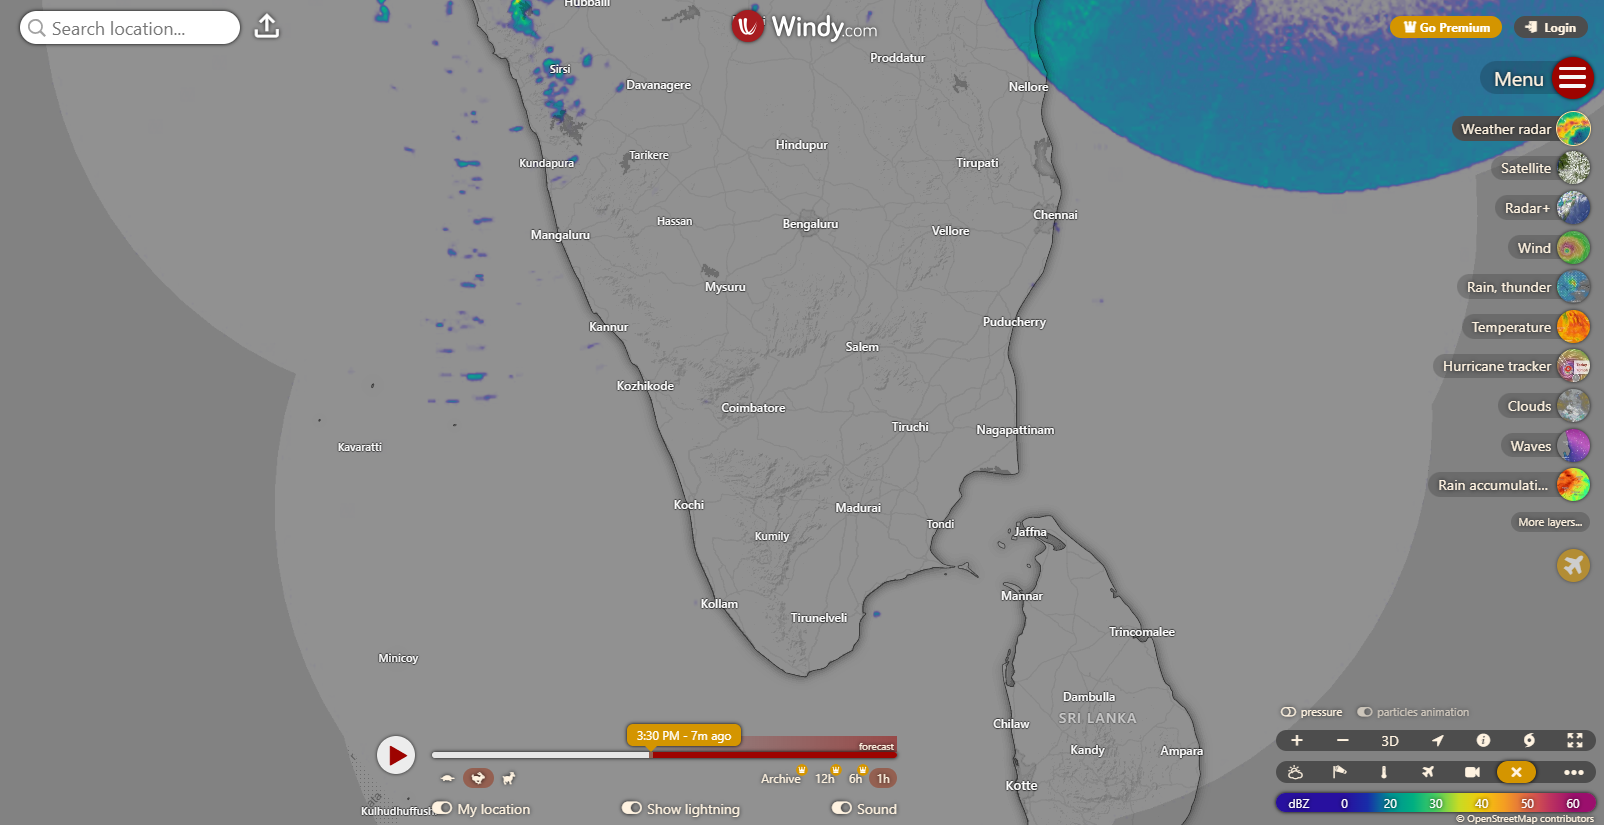 Search location...
Windy.com
Go Premium
Login
Menu
Weather radar
Satellite
Radar+
Wind
Rain, thunder
Temperature
Hurricane tracker
Clouds
Waves
Rain accumulati...
More layers...
Hubballi
Proddatur
Sirsi
Davanagere
Nellore
Hindupur
Kundapura
Tarikere
Tirupati
Hassan
Bengaluru
Chennai
Mangaluru
Vellore
Mysuru
Kannur
Puducherry
Salem
Kozhikode
Coimbatore
Tiruchi
Nagapattinam
Kavaratti
Kochi
Madurai
Tondi
Jaffna
Kumily
Mannar
Kollam
Tirunelveli
Trincomalee
Minicoy
Dambulla
Chilaw
SRI LANKA
Kandy
Ampara
Kotte
Kulhudhuffush
3:30 PM - 7m ago
forecast
Archive 12h 6h 1h
My location
Show lightning
Sound
pressure
particles animation
3D
dBZ 0 20 30 40 50 60
© OpenStreetMap contributors